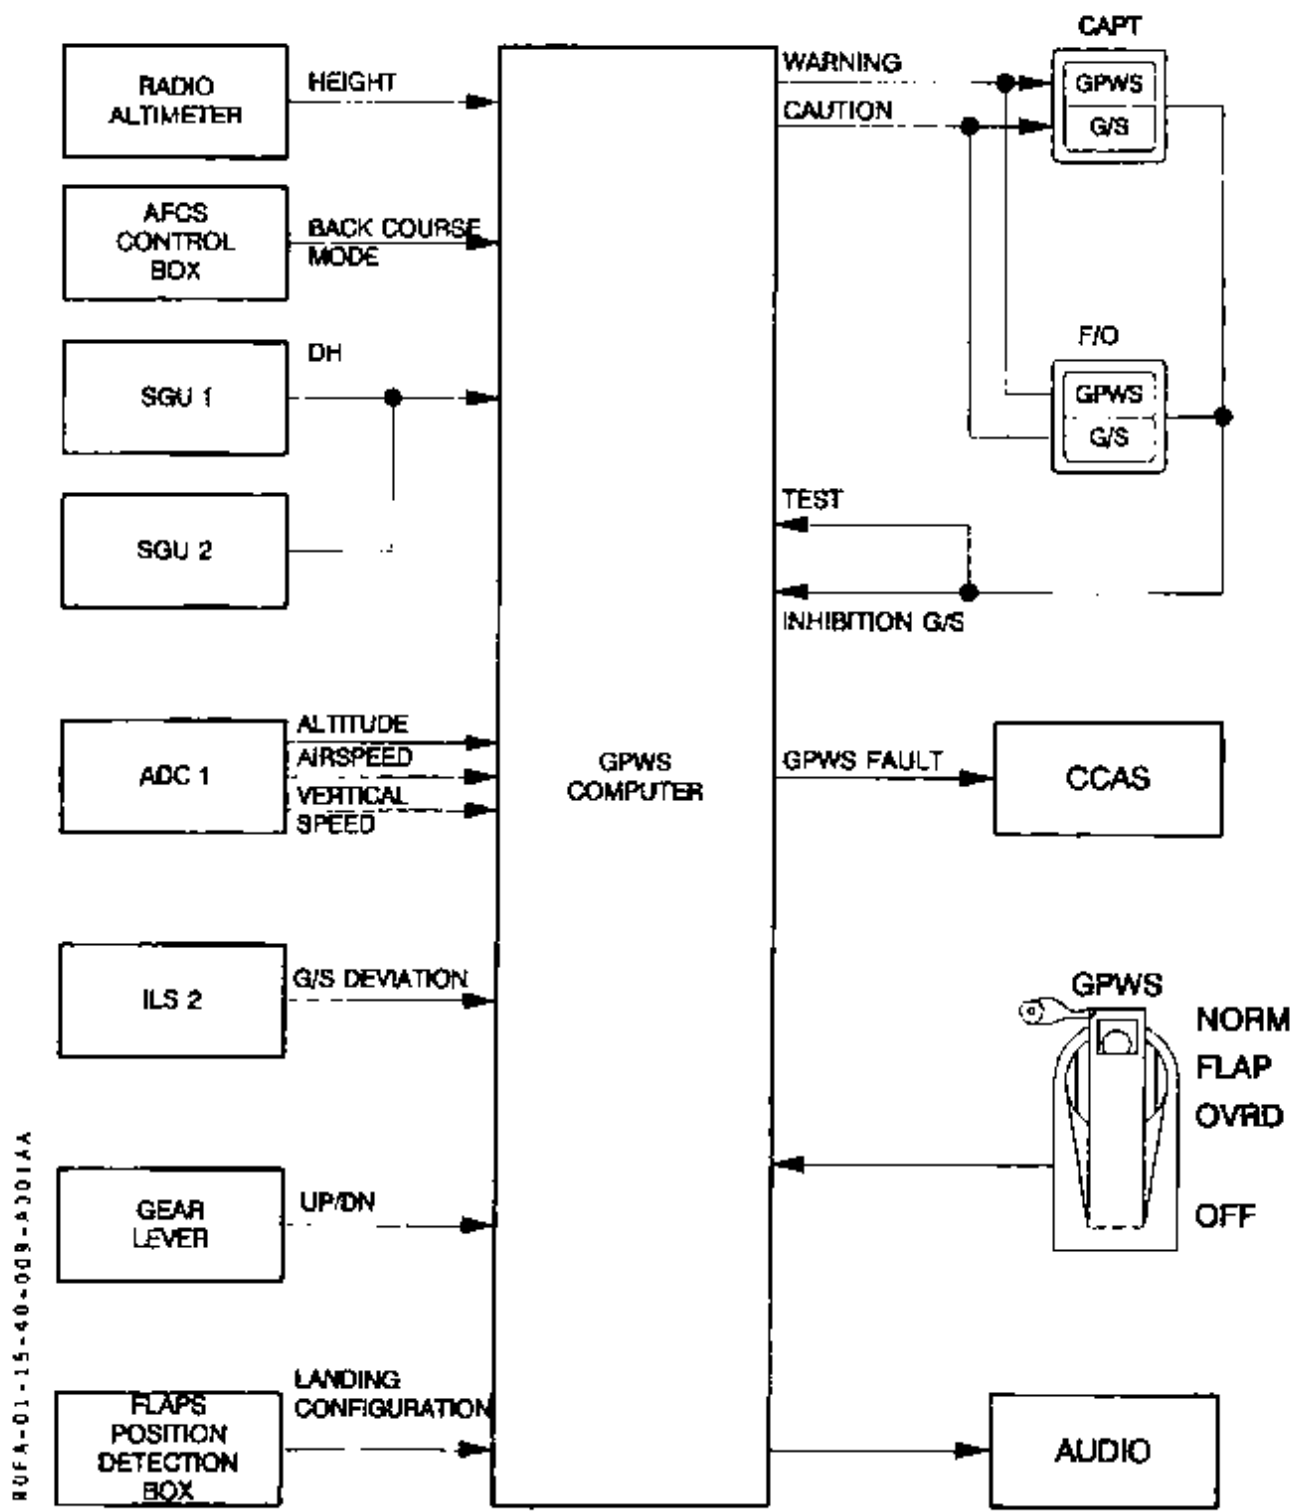 RADIO
ALTIMETER
HEIGHT
AFCS
CONTROL
BOX
BACK COURSE
MODE
SGU 1
DH
SGU 2
ADC 1
ALTITUDE
AIRSPEED
VERTICAL
SPEED
ILS 2
G/S DEVIATION
GEAR
LEVER
UP/DN
FLAPS
POSITION
DETECTION
BOX
LANDING
CONFIGURATION
GPWS
COMPUTER
WARNING
CAUTION
CAPT
GPWS
G/S
F/O
GPWS
G/S
TEST
INHIBITION G/S
GPWS FAULT
CCAS
GPWS
NORM
FLAP
OVRD
OFF
AUDIO